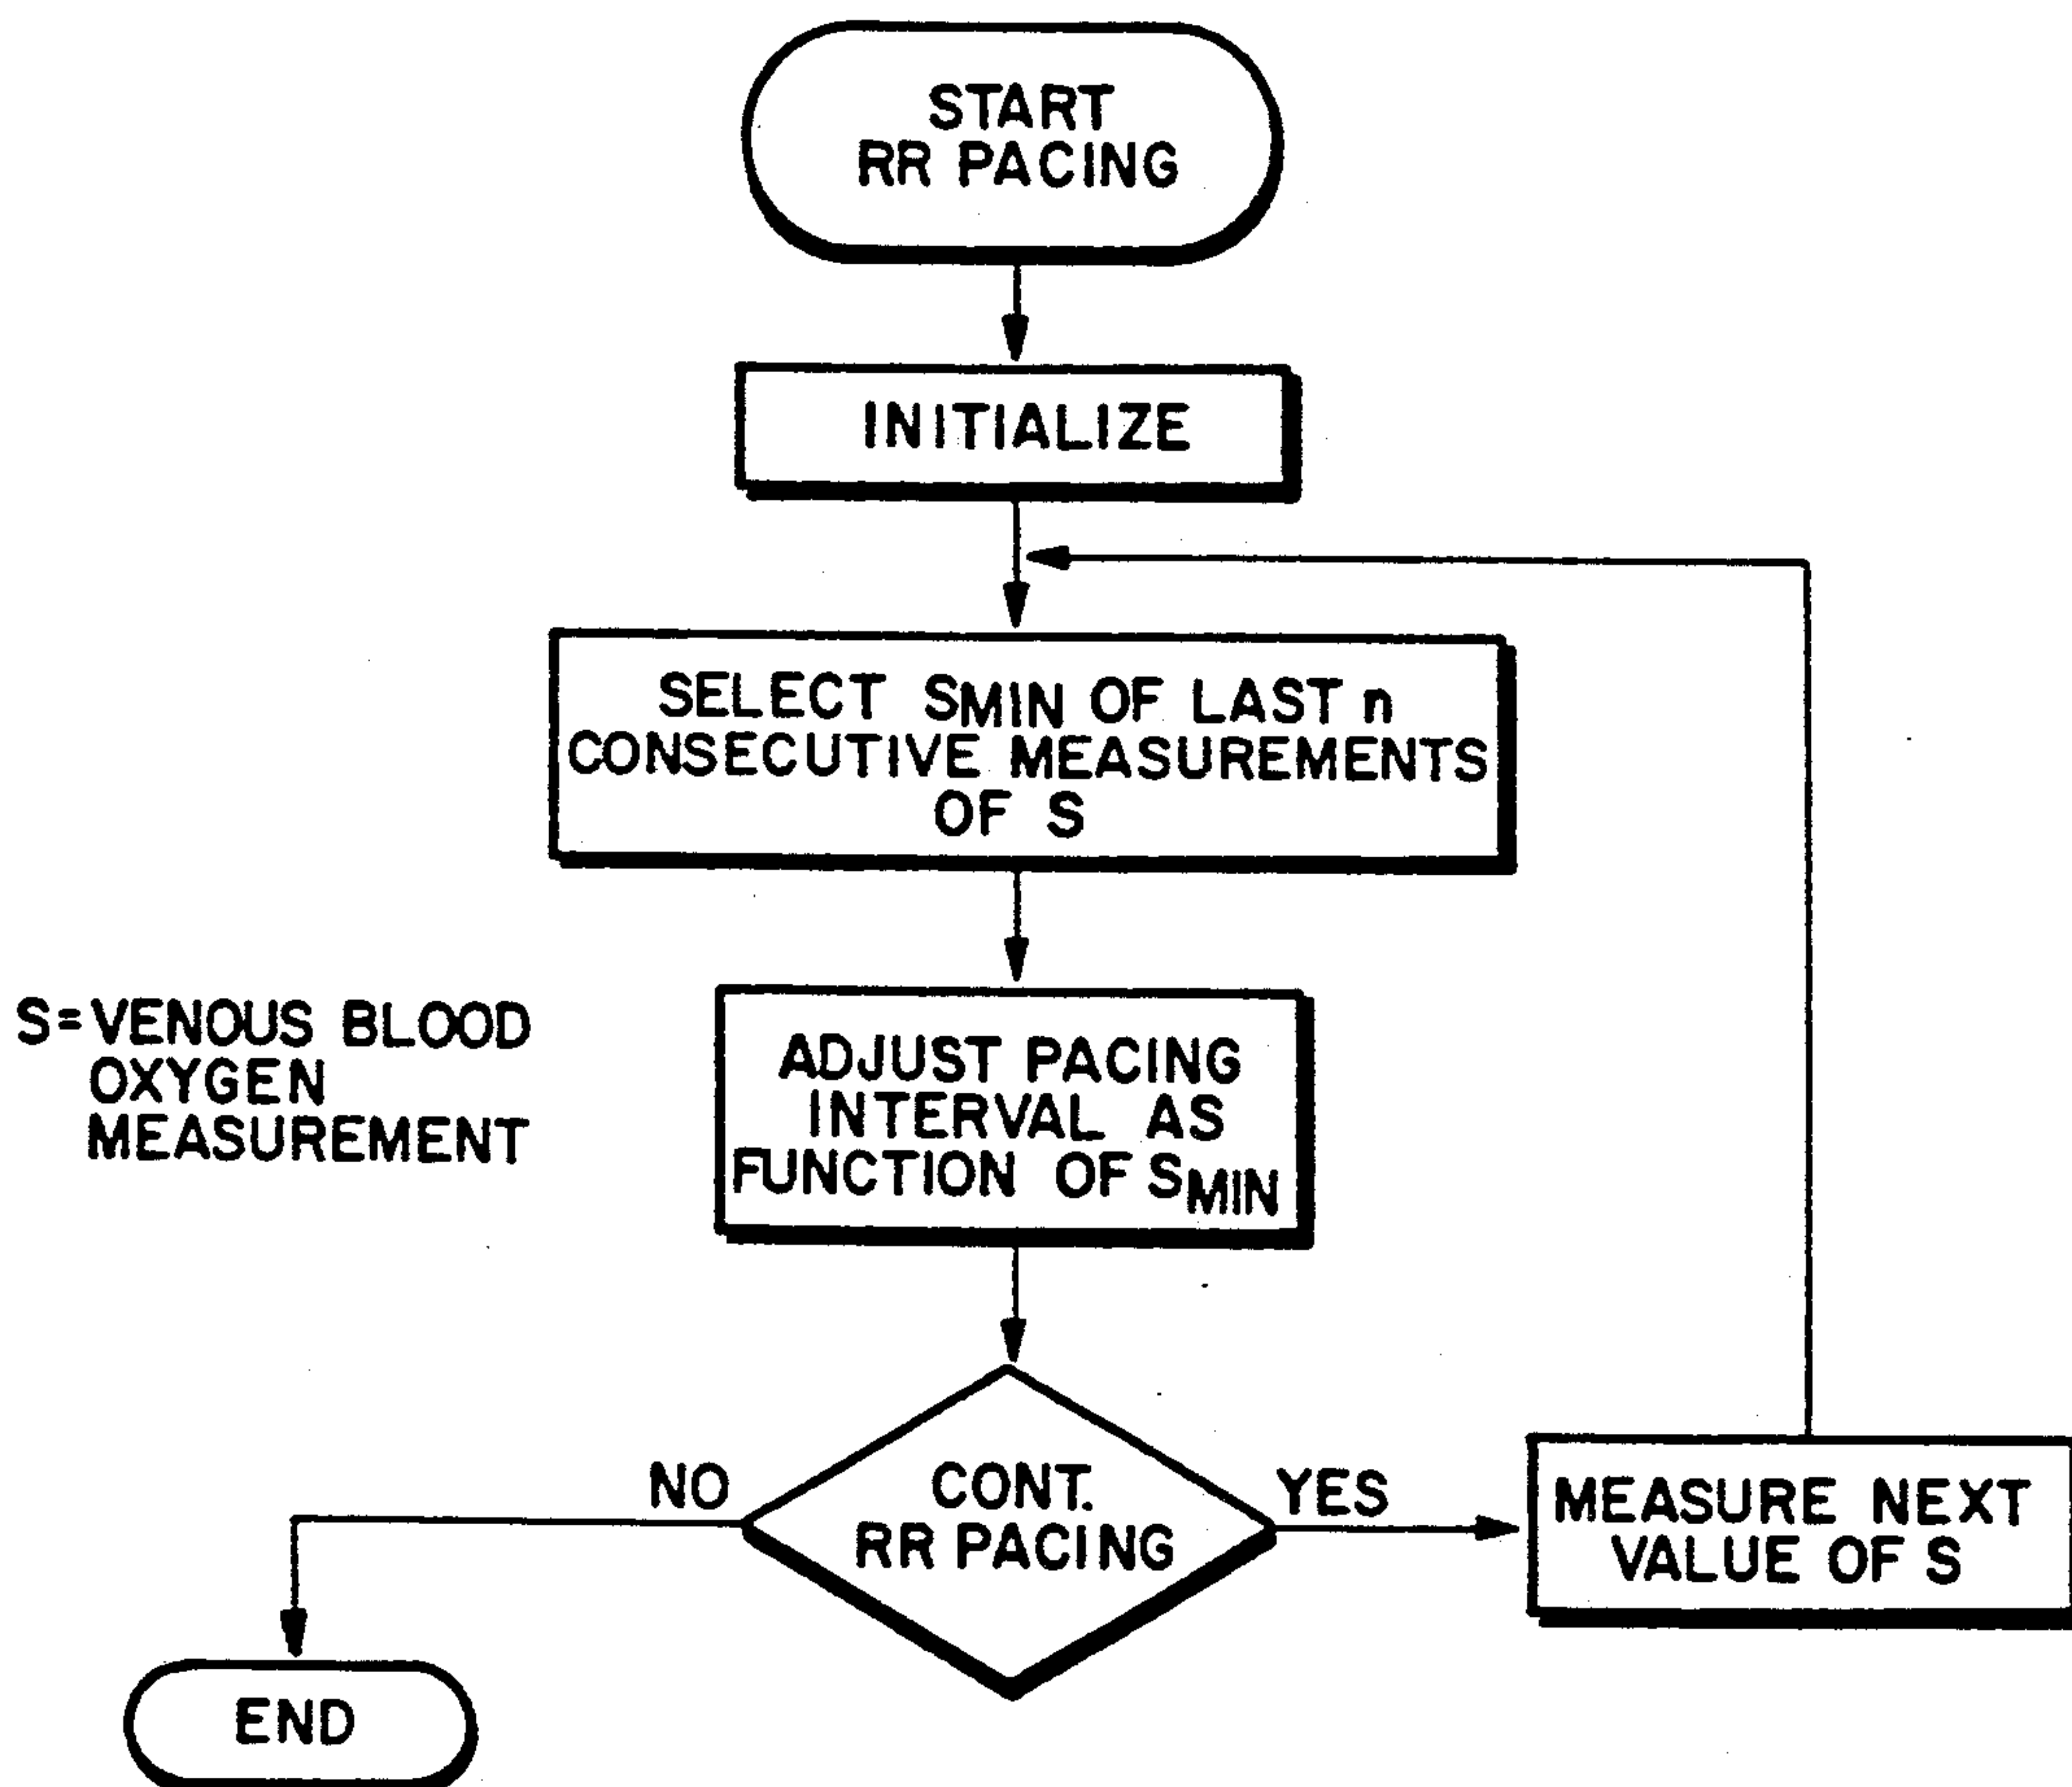 START
RR PACING
INITIALIZE
SELECT SMIN OF LAST n
CONSECUTIVE MEASUREMENTS
OF S
S=VENOUS BLOOD
OXYGEN
MEASUREMENT
ADJUST PACING
INTERVAL AS
FUNCTION OF SMIN
NO
CONT.
RR PACING
YES
MEASURE NEXT
VALUE OF S
END